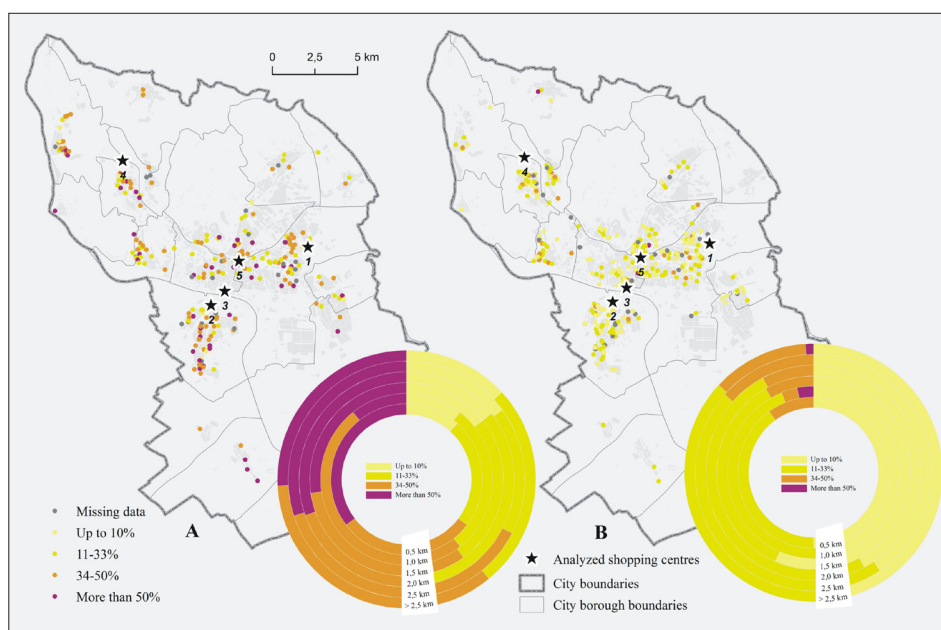 0 2,5 5 km
4
1
5
3
2
4
1
5
3
2
Up to 10%
11-33%
34-50%
More than 50%
0,5 km
1,0 km
1,5 km
2,0 km
2,5 km
> 2,5 km
A
Missing data
Up to 10%
11-33%
34-50%
More than 50%
Up to 10%
11-33%
34-50%
More than 50%
0,5 km
1,0 km
1,5 km
2,0 km
2,5 km
> 2,5 km
B
Analyzed shopping centres
City boundaries
City borough boundaries